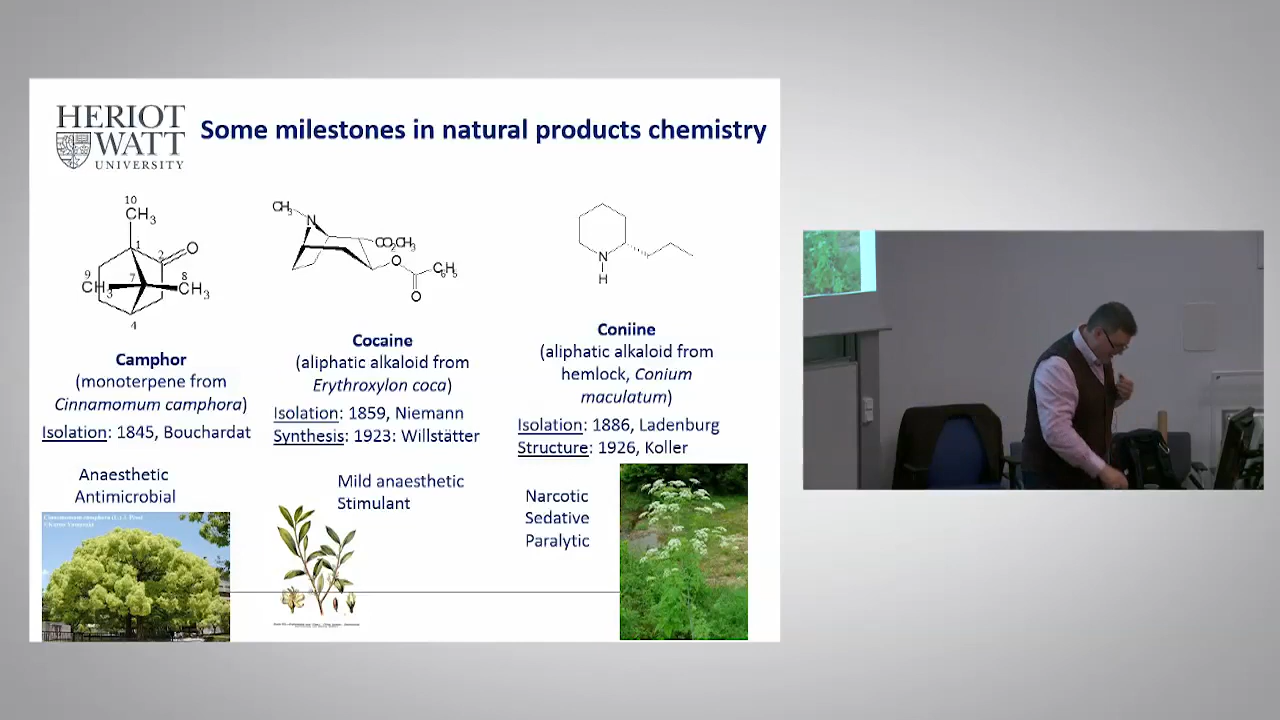 HERIOT
WATT
UNIVERSITY
Some milestones in natural products chemistry
10
CH3
1
2
O
9
7
8
CH3
CH3
4
Camphor
(monoterpene from
Cinnamomum camphora)
Isolation: 1845, Bouchardat
Anaesthetic
Antimicrobial
CH3
N
CO2CH3
O
C6H5
O
Cocaine
(aliphatic alkaloid from
Erythroxylon coca)
Isolation: 1859, Niemann
Synthesis: 1923: Willstätter
Mild anaesthetic
Stimulant
N
H
Coniine
(aliphatic alkaloid from
hemlock, Conium
maculatum)
Isolation: 1886, Ladenburg
Structure: 1926, Koller
Narcotic
Sedative
Paralytic